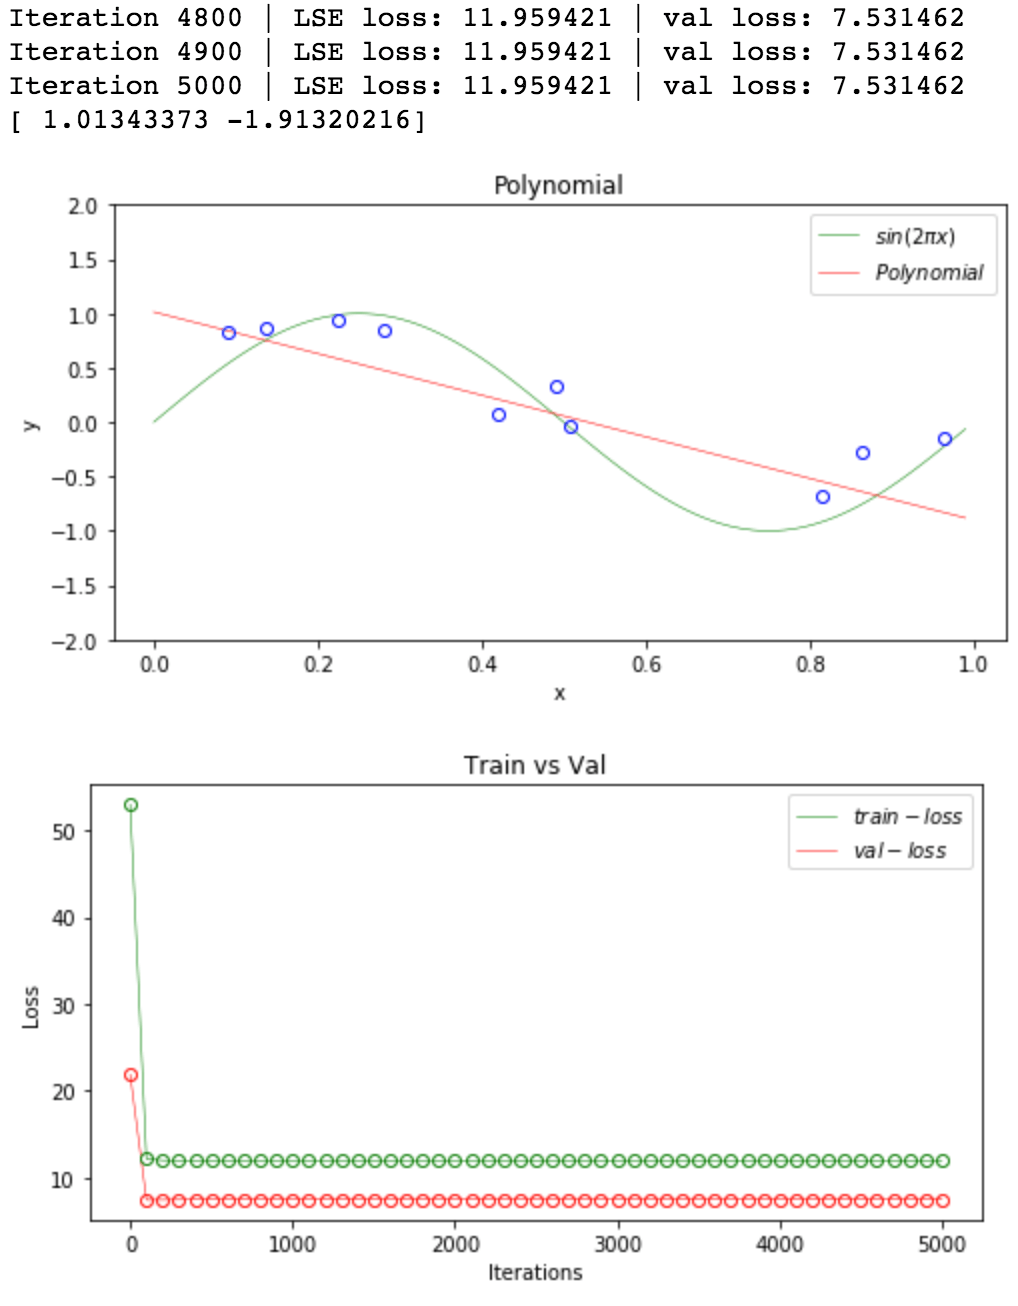 Iteration 4800 | LSE loss: 11.959421 | val loss: 7.531462
Iteration 4900 | LSE loss: 11.959421 | val loss: 7.531462
Iteration 5000 | LSE loss: 11.959421 | val loss: 7.531462
[ 1.01343373 -1.91320216]
Polynomial
2.0
1.5
1.0
0.5
0.0
−0.5
−1.0
−1.5
−2.0
y
sin(2πx)
Polynomial
0.0 0.2 0.4 0.6 0.8 1.0
x
Train vs Val
50
40
30
20
10
Loss
train − loss
val − loss
0 1000 2000 3000 4000 5000
Iterations